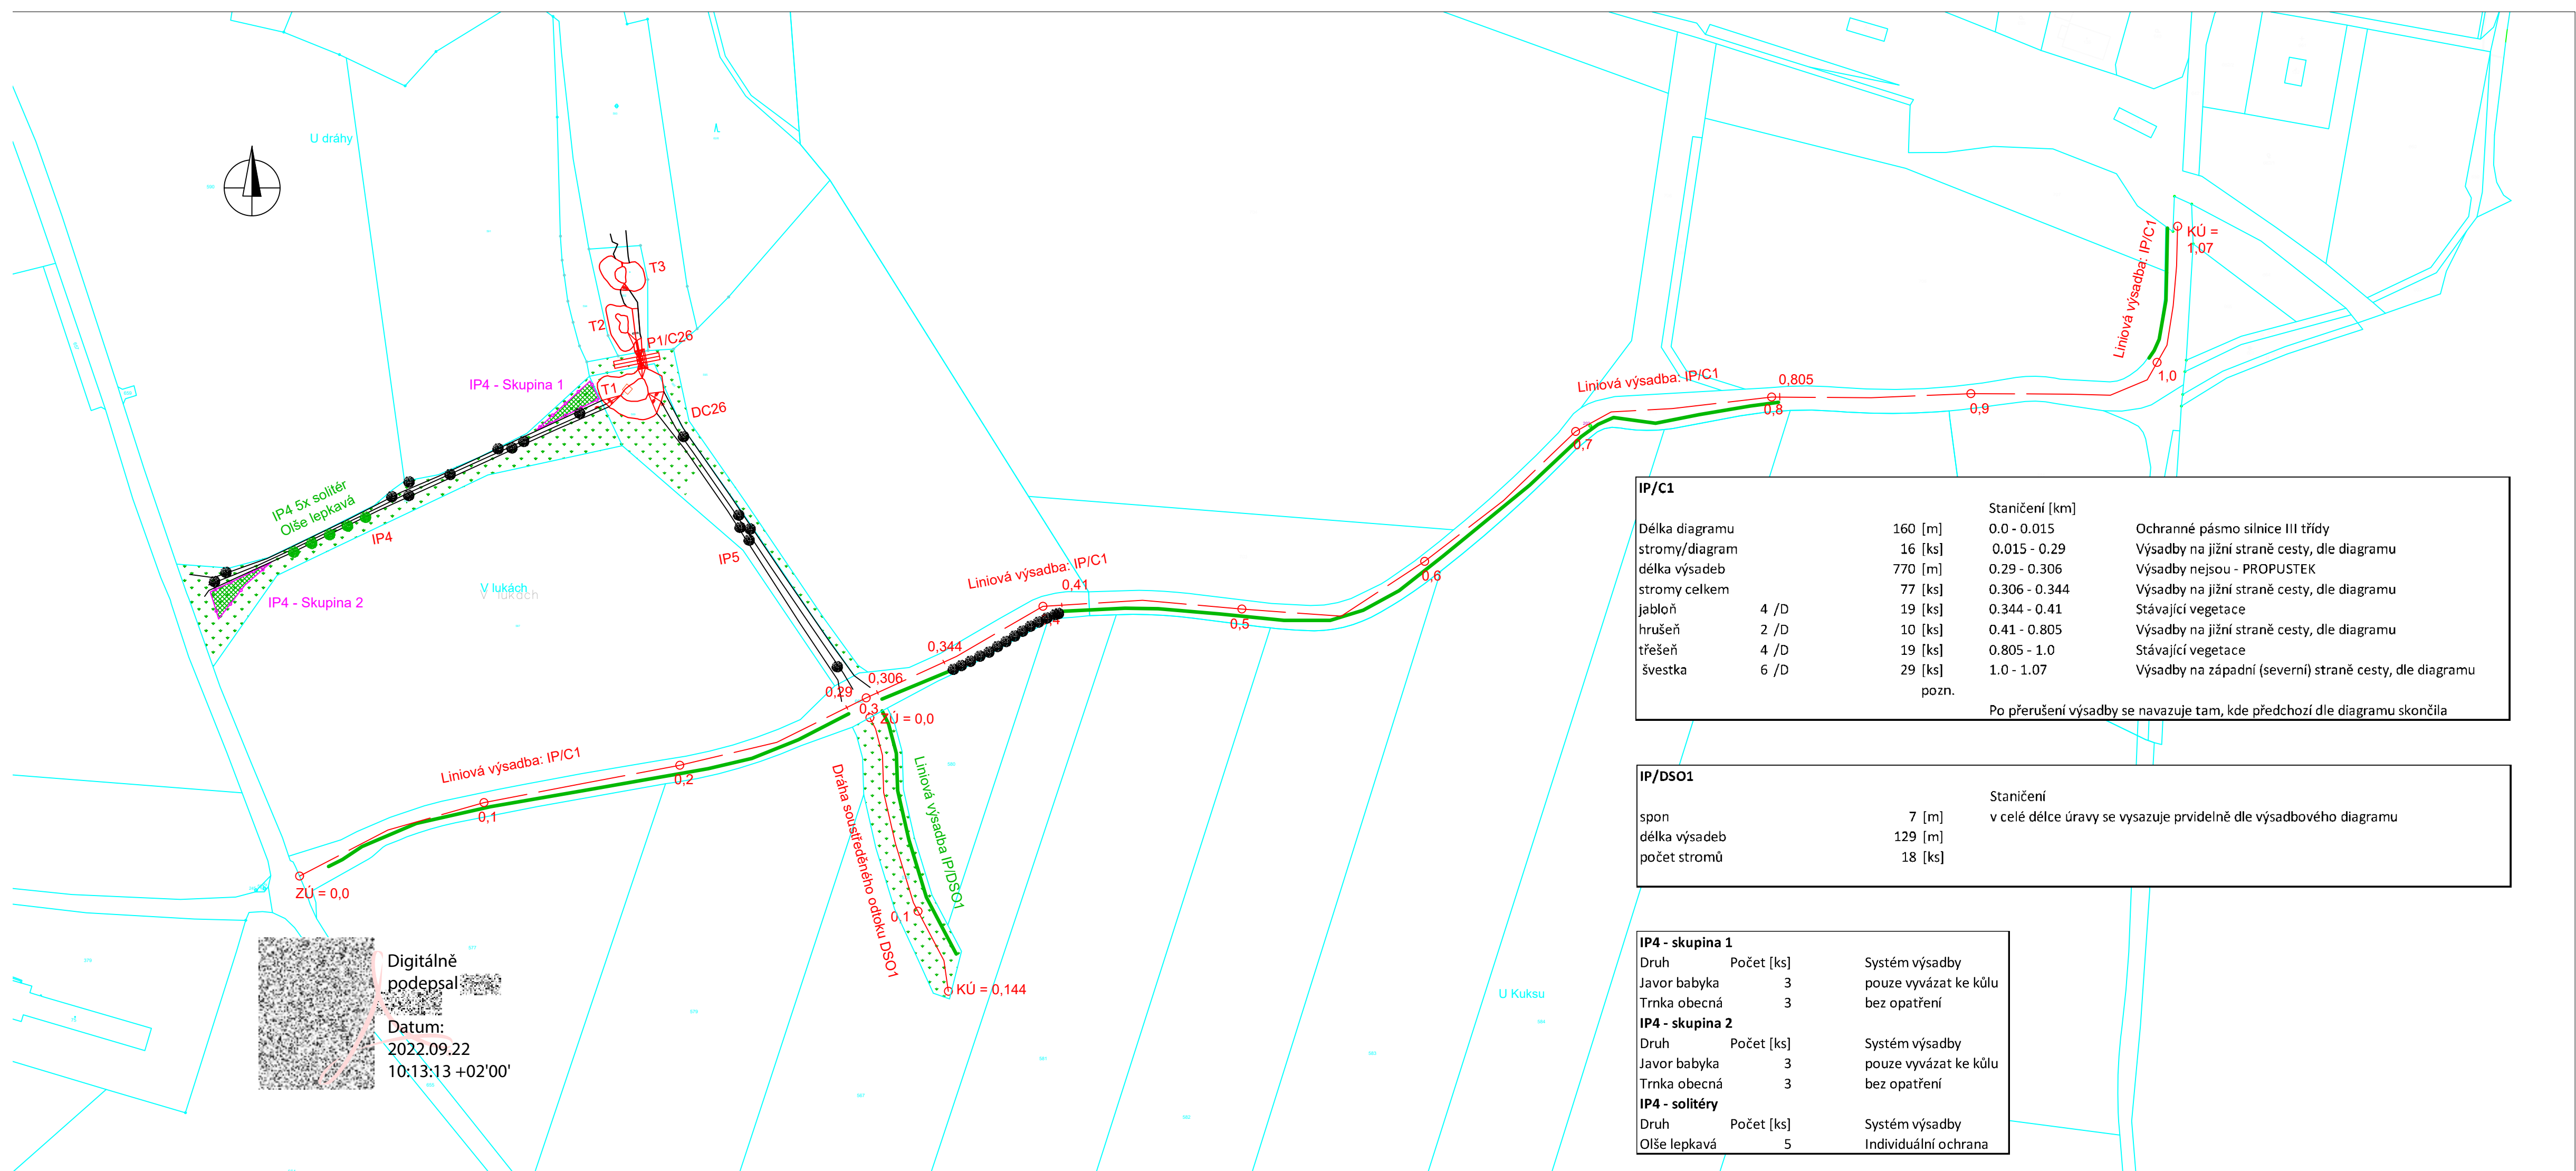 U dráhy
T3
T2
P1/C26
T1
IP4 - Skupina 1
DC26
IP4 5x solitér
Olše lepkavá
IP4
IP5
V lukách
V lukách
IP4 - Skupina 2
Liniová výsadba: IP/C1
KÚ =
1,07
1,0
Liniová výsadba: IP/C1
0,805
0,8
0,9
0,7
0,6
Liniová výsadba: IP/C1
0,41
0,5
0,344
0,306
0,29
0,3
ZÚ = 0,0
Liniová výsadba: IP/C1
0,2
0,1
ZÚ = 0,0
Dráha soustředěného odtoku DSO1
Liniová výsadba IP/DSO1
0,1
KÚ = 0,144
U Kuksu
Digitálně
podepsal
Datum:
2022.09.22
10:13:13 +02'00'
IP/C1
Staničení [km]
Délka diagramu 160 [m] 0.0 - 0.015 Ochranné pásmo silnice III třídy
stromy/diagram 16 [ks] 0.015 - 0.29 Výsadby na jižní straně cesty, dle diagramu
délka výsadeb 770 [m] 0.29 - 0.306 Výsadby nejsou - PROPUSTEK
stromy celkem 77 [ks] 0.306 - 0.344 Výsadby na jižní straně cesty, dle diagramu
jabloň 4 /D 19 [ks] 0.344 - 0.41 Stávající vegetace
hrušeň 2 /D 10 [ks] 0.41 - 0.805 Výsadby na jižní straně cesty, dle diagramu
třešeň 4 /D 19 [ks] 0.805 - 1.0 Stávající vegetace
švestka 6 /D 29 [ks] 1.0 - 1.07 Výsadby na západní (severní) straně cesty, dle diagramu
pozn.
Po přerušení výsadby se navazuje tam, kde předchozí dle diagramu skončila
IP/DSO1
Staničení
spon 7 [m] v celé délce úravy se vysazuje prvidelně dle výsadbového diagramu
délka výsadeb 129 [m]
počet stromů 18 [ks]
IP4 - skupina 1
Druh Počet [ks] Systém výsadby
Javor babyka 3 pouze vyvázat ke kůlu
Trnka obecná 3 bez opatření
IP4 - skupina 2
Druh Počet [ks] Systém výsadby
Javor babyka 3 pouze vyvázat ke kůlu
Trnka obecná 3 bez opatření
IP4 - solitéry
Druh Počet [ks] Systém výsadby
Olše lepkavá 5 Individuální ochrana